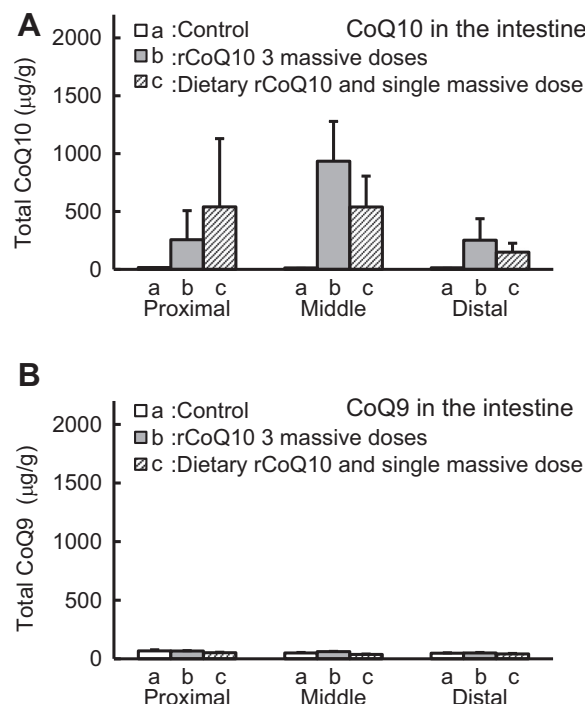 A
CoQ10 in the intestine
a :Control
b :rCoQ10 3 massive doses
c :Dietary rCoQ10 and single massive dose
Total CoQ10 (μg/g)
2000
1500
1000
500
0
a b c a b c a b c
Proximal Middle Distal
B
CoQ9 in the intestine
a :Control
b :rCoQ10 3 massive doses
c :Dietary rCoQ10 and single massive dose
Total CoQ9 (μg/g)
2000
1500
1000
500
0
a b c a b c a b c
Proximal Middle Distal